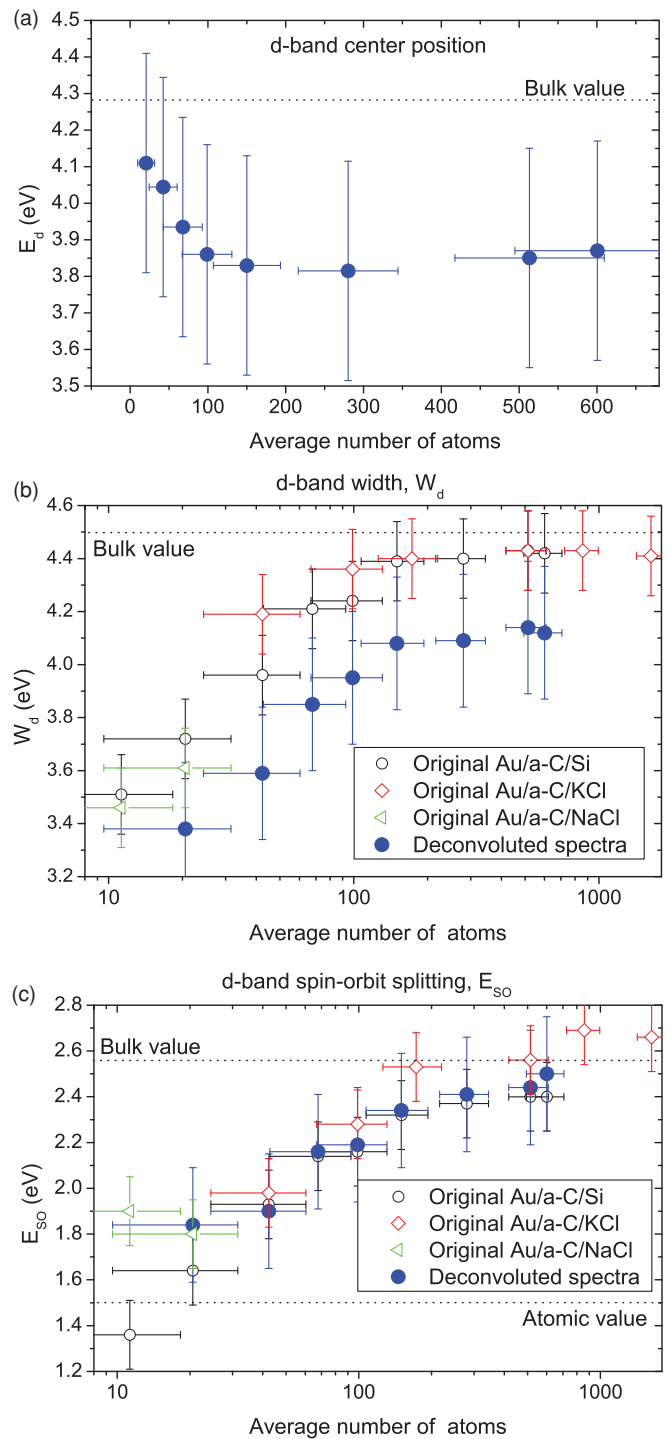 (a)
d-band center position
Bulk value
4.5
4.4
4.3
4.2
4.1
4.0
3.9
3.8
3.7
3.6
3.5
E_d (eV)
0 100 200 300 400 500 600
Average number of atoms
(b)
d-band width, W_d
Bulk value
4.6
4.4
4.2
4.0
3.8
3.6
3.4
3.2
W_d (eV)
Original Au/a-C/Si
Original Au/a-C/KCl
Original Au/a-C/NaCl
Deconvoluted spectra
10 100 1000
Average number of atoms
(c)
d-band spin-orbit splitting, E_SO
Bulk value
2.8
2.6
2.4
2.2
2.0
1.8
1.6
1.4
1.2
E_SO (eV)
Original Au/a-C/Si
Original Au/a-C/KCl
Original Au/a-C/NaCl
Deconvoluted spectra
Atomic value
10 100 1000
Average number of atoms